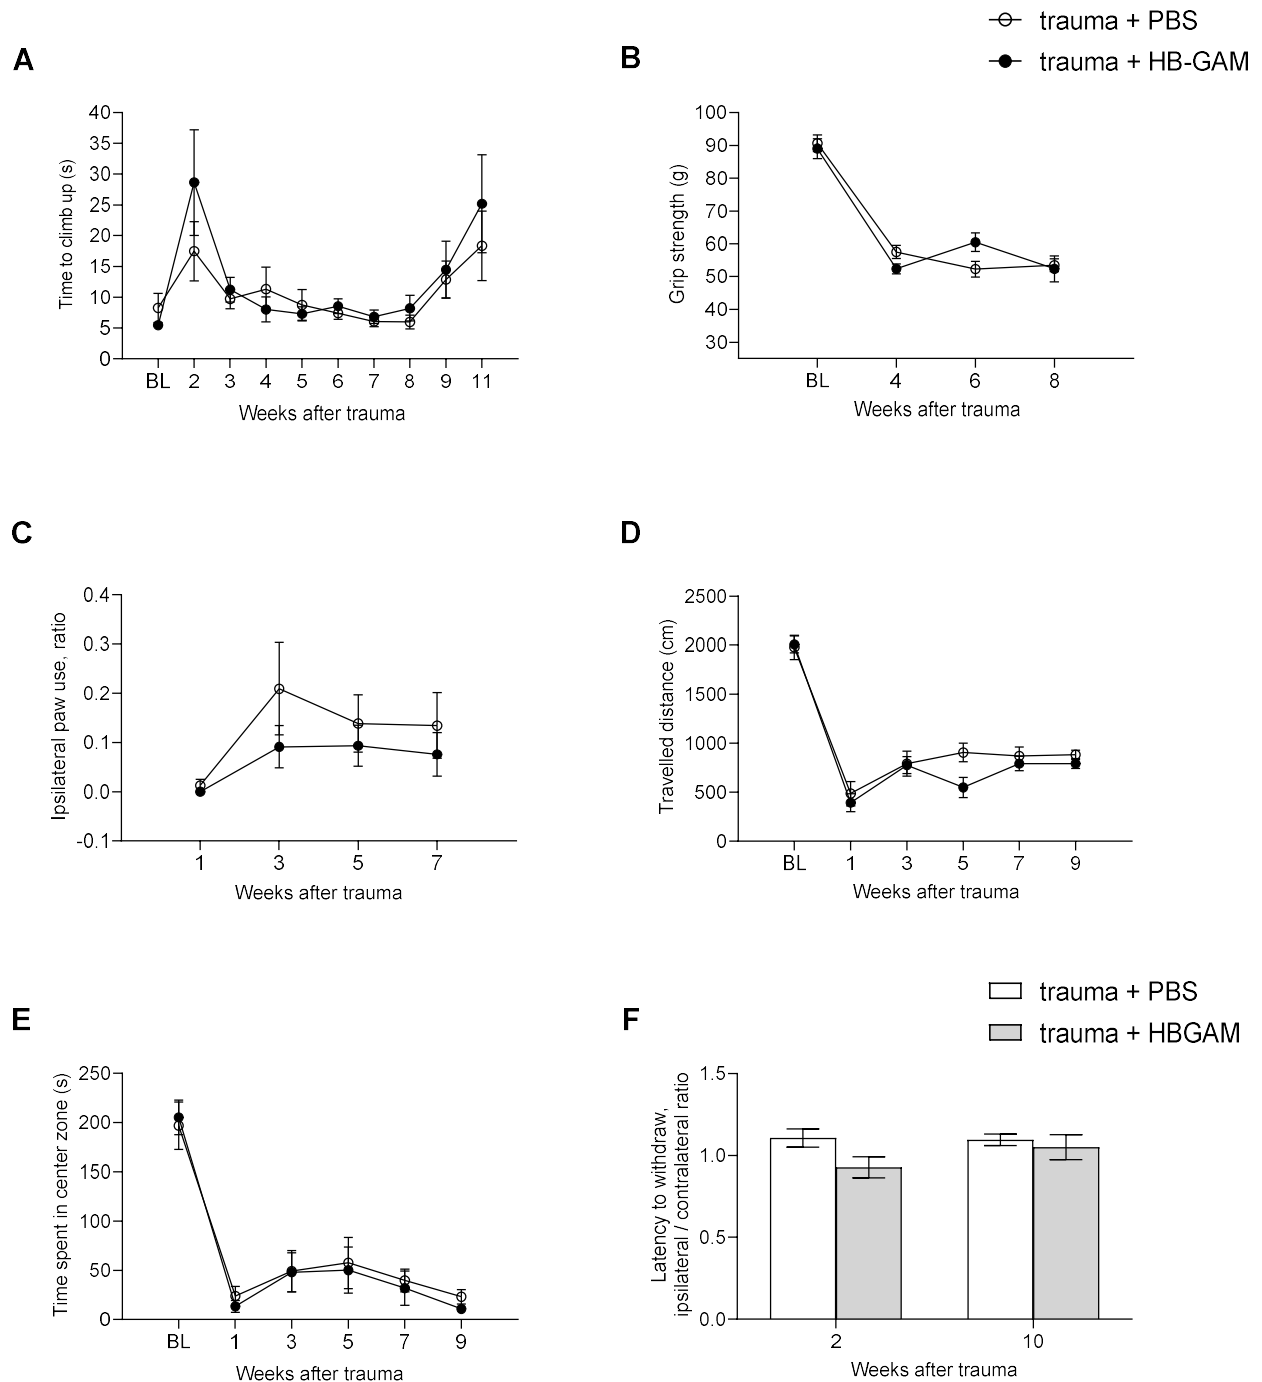 trauma + PBS
trauma + HB-GAM
A
40
35
30
25
20
15
10
5
0
Time to climb up (s)
BL 2 3 4 5 6 7 8 9 11
Weeks after trauma
B
100
90
80
70
60
50
40
30
Grip strength (g)
BL 4 6 8
Weeks after trauma
C
0.4
0.3
0.2
0.1
0.0
-0.1
Ipsilateral paw use, ratio
1 3 5 7
Weeks after trauma
D
2500
2000
1500
1000
500
0
Travelled distance (cm)
BL 1 3 5 7 9
Weeks after trauma
E
250
200
150
100
50
0
Time spent in center zone (s)
BL 1 3 5 7 9
Weeks after trauma
trauma + PBS
trauma + HBGAM
F
1.5
1.0
0.5
0.0
Latency to withdraw,
ipsilateral / contralateral ratio
2 10
Weeks after trauma